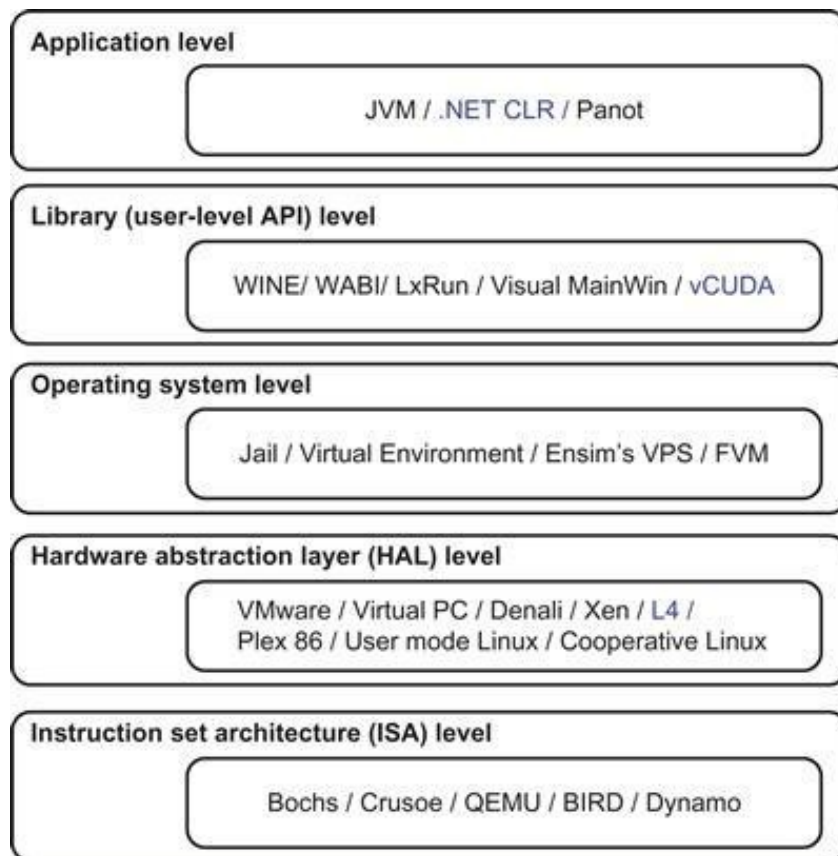 Application level
JVM / .NET CLR / Panot
Library (user-level API) level
WINE/ WABI/ LxRun / Visual MainWin / vCUDA
Operating system level
Jail / Virtual Environment / Ensim's VPS / FVM
Hardware abstraction layer (HAL) level
VMware / Virtual PC / Denali / Xen / L4 /
Plex 86 / User mode Linux / Cooperative Linux
Instruction set architecture (ISA) level
Bochs / Crusoe / QEMU / BIRD / Dynamo